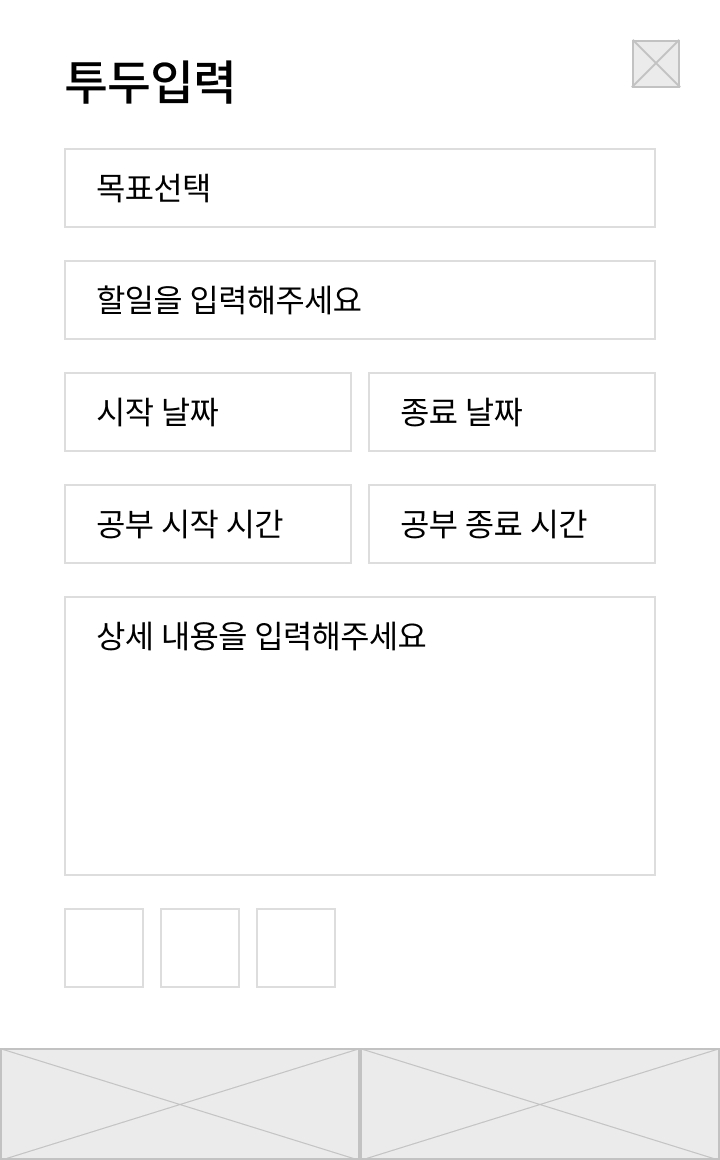 투두입력
목표선택
할일을 입력해주세요
시작 날짜
종료 날짜
공부 시작 시간
공부 종료 시간
상세 내용을 입력해주세요